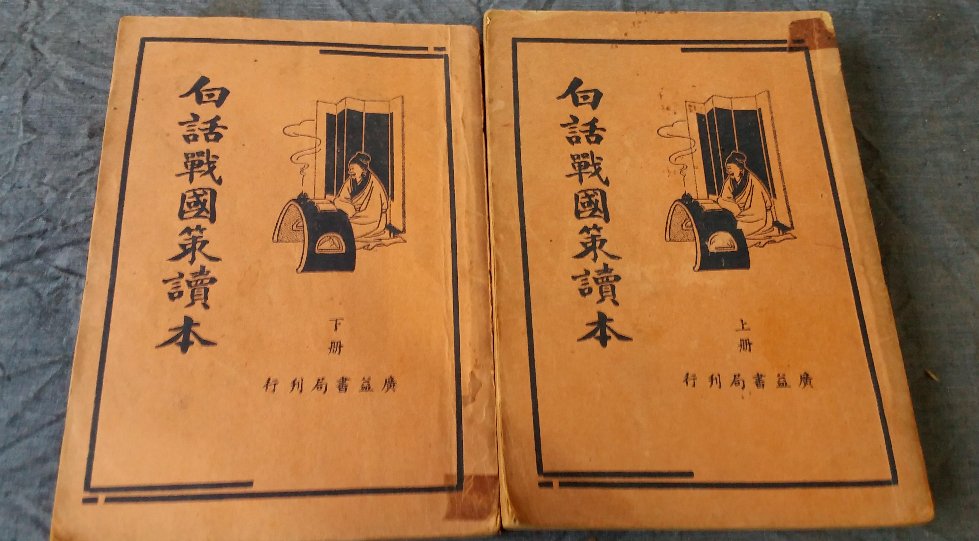 白話戰國策讀本
下册
廣益書局刊行
白話戰國策讀本
上册
廣益書局刊行